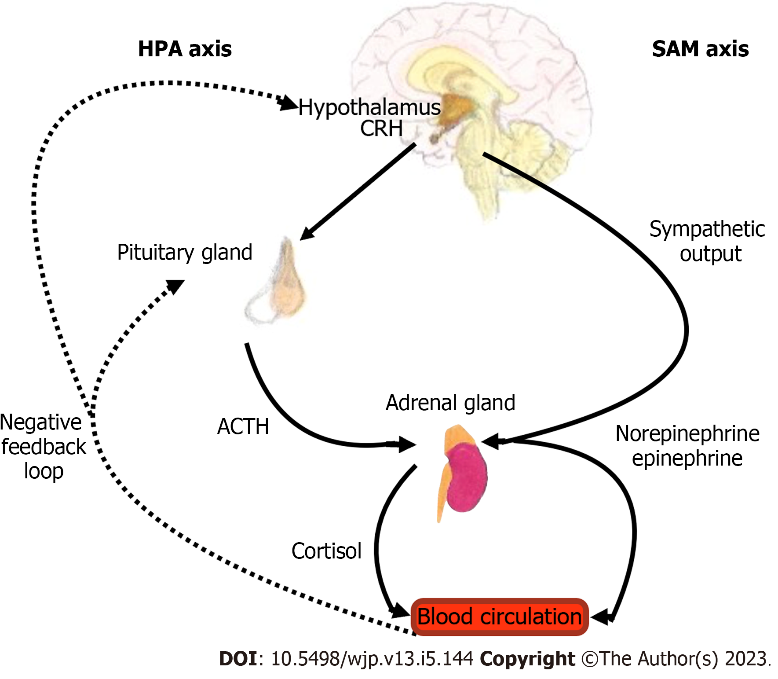 HPA axis
SAM axis
Hypothalamus
CRH
Sympathetic
output
Pituitary gland
Adrenal gland
Negative
feedback
loop
ACTH
Norepinephrine
epinephrine
Cortisol
Blood circulation
DOI: 10.5498/wjp.v13.i5.144 Copyright ©The Author(s) 2023.